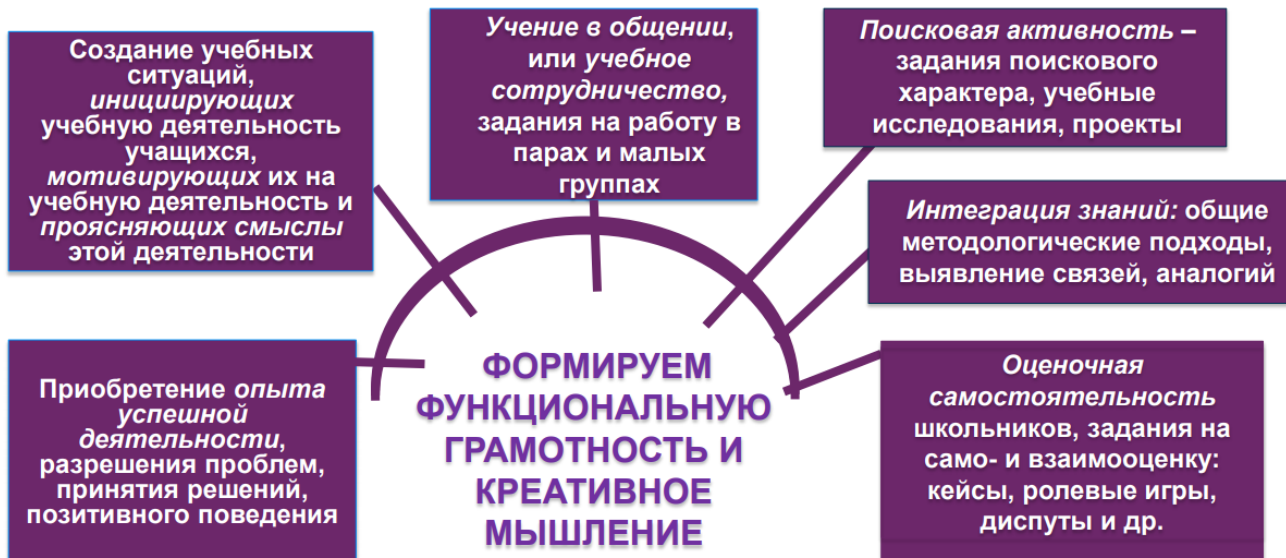 Создание учебных
ситуаций,
инициирующих
учебную деятельность
учащихся,
мотивирующих их на
учебную деятельность и
проясняющих смыслы
этой деятельности
Учение в общении,
или учебное
сотрудничество,
задания на работу в
парах и малых
группах
Поисковая активность –
задания поискового
характера, учебные
исследования, проекты
Интеграция знаний: общие
методологические подходы,
выявление связей, аналогий
Приобретение опыта
успешной
деятельности,
разрешения проблем,
принятия решений,
позитивного поведения
ФОРМИРУЕМ
ФУНКЦИОНАЛЬНУЮ
ГРАМОТНОСТЬ И
КРЕАТИВНОЕ
МЫШЛЕНИЕ
Оценочная
самостоятельность
школьников, задания на
само- и взаимооценку:
кейсы, ролевые игры,
диспуты и др.